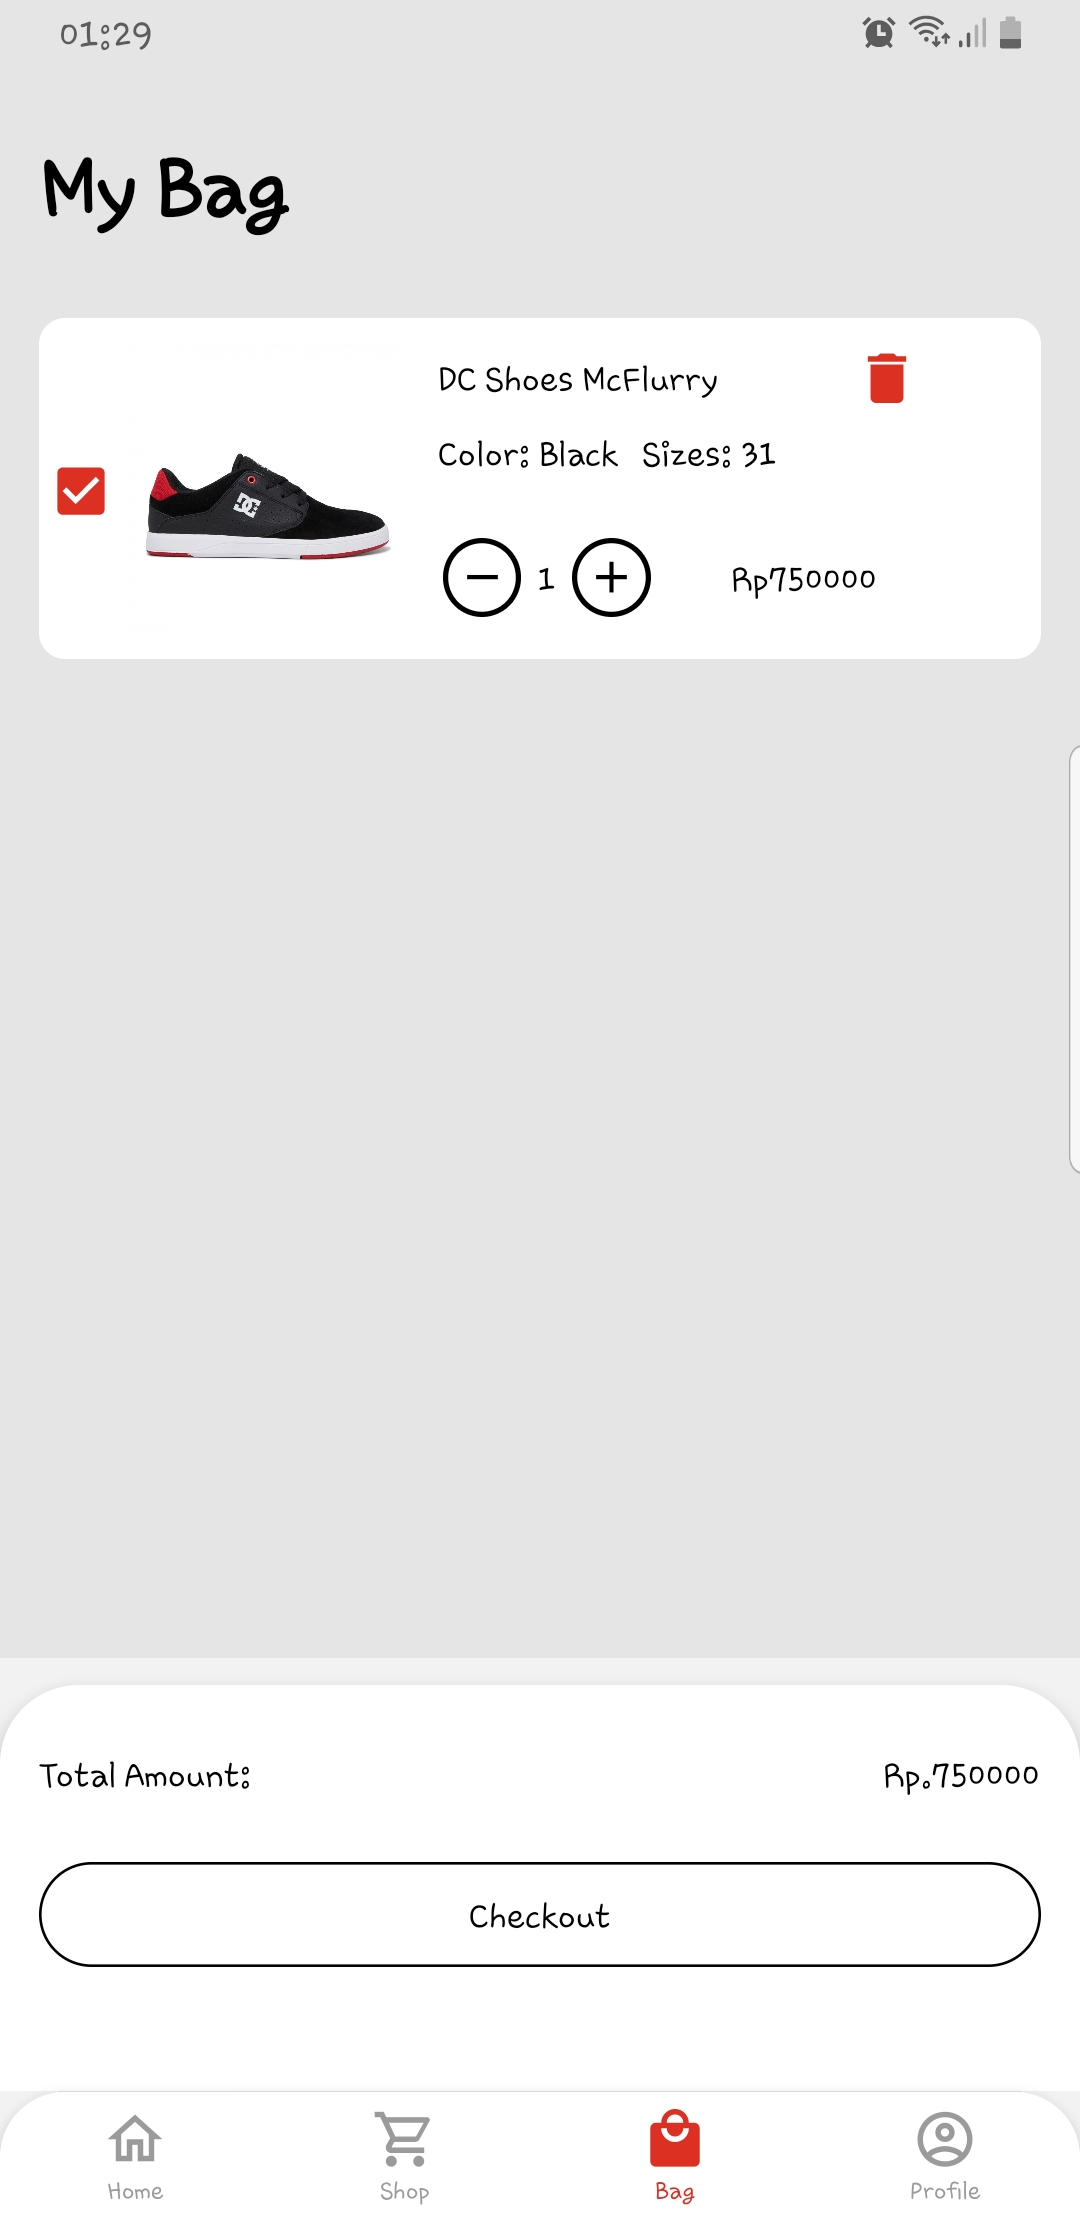 01:29
My Bag
DC Shoes McFlurry
Color: Black Sizes: 31
1 Rp750000
Total Amount: Rp.750000
Checkout
Home Shop Bag Profile